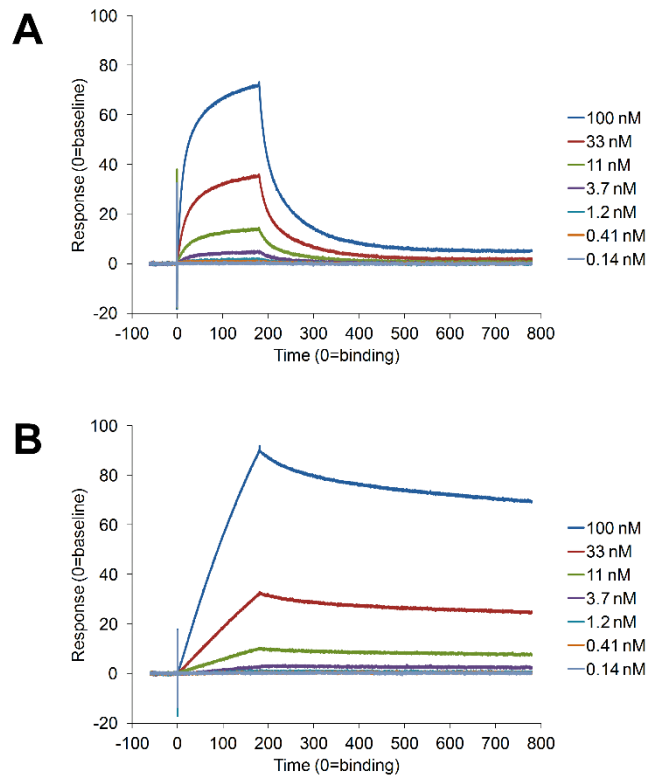 A
100
80
60
40
20
0
-20
Response (0=baseline)
-100 0 100 200 300 400 500 600 700 800
Time (0=binding)
100 nM
33 nM
11 nM
3.7 nM
1.2 nM
0.41 nM
0.14 nM
B
100
80
60
40
20
0
-20
Response (0=baseline)
-100 0 100 200 300 400 500 600 700 800
Time (0=binding)
100 nM
33 nM
11 nM
3.7 nM
1.2 nM
0.41 nM
0.14 nM